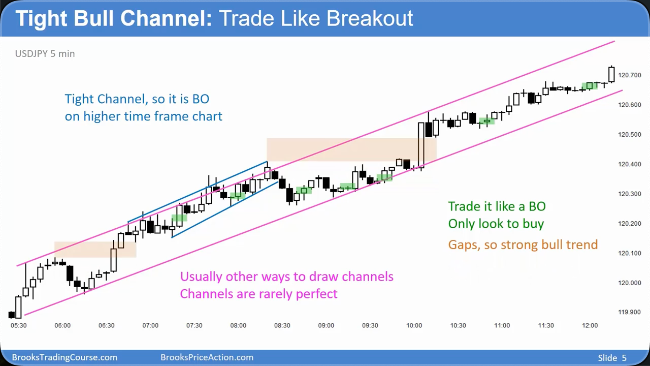 Tight Bull Channel: Trade Like Breakout
USDJPY 5 min
Tight Channel, so it is BO
on higher time frame chart
Trade it like a BO
Only look to buy
Gaps, so strong bull trend
Usually other ways to draw channels
Channels are rarely perfect
120.700
120.600
120.500
120.400
120.300
120.200
120.100
120.000
119.900
05:30 06:00 06:30 07:00 07:30 08:00 08:30 09:00 09:30 10:00 10:30 11:00 11:30 12:00
BrooksTradingCourse.com BrooksPriceAction.com Slide 5